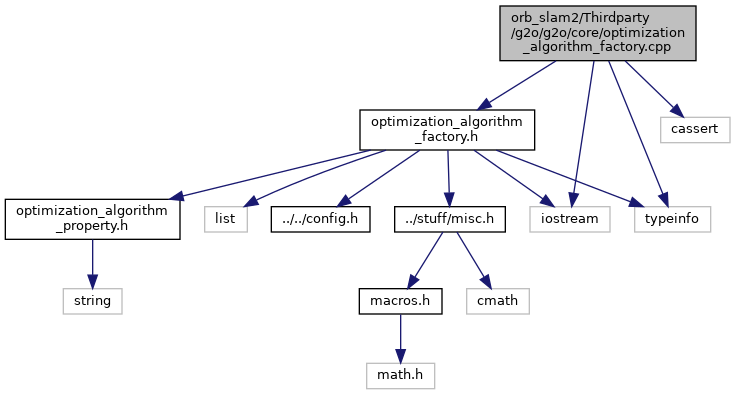 orb_slam2/Thirdparty
/g2o/g2o/core/optimization
_algorithm_factory.cpp
optimization_algorithm
_factory.h
cassert
optimization_algorithm
_property.h
list
../../config.h
../stuff/misc.h
iostream
typeinfo
string
macros.h
cmath
math.h